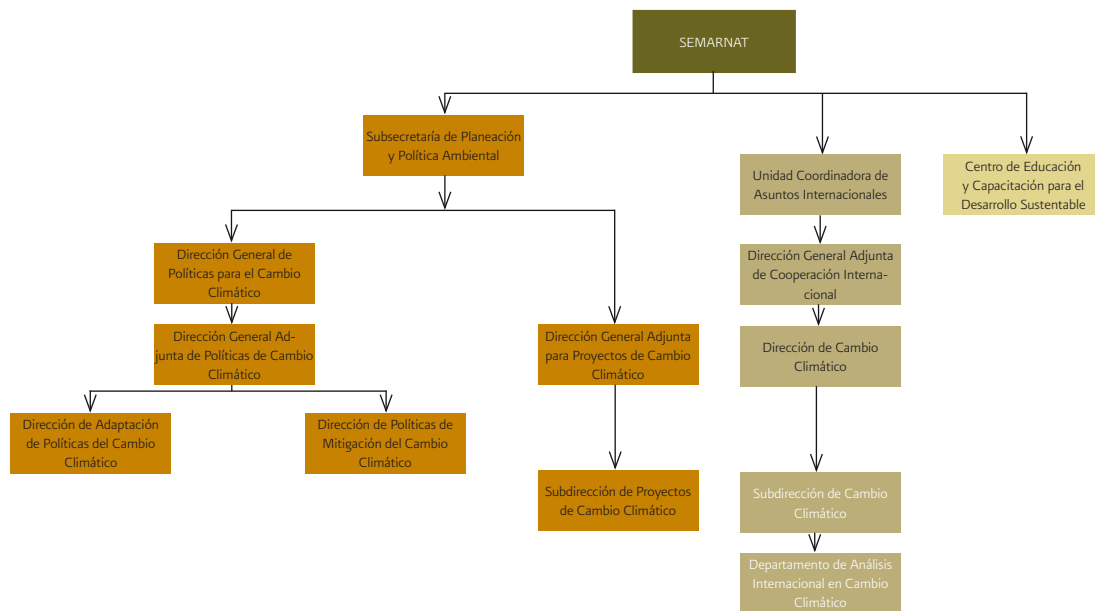 SEMARNAT
Subsecretaría de Planeación
y Política Ambiental
Unidad Coordinadora de
Asuntos Internacionales
Centro de Educación
y Capacitación para el
Desarrollo Sustentable
Dirección General de
Políticas para el Cambio
Climático
Dirección General Adjunta
de Cooperación Interna-
cional
Dirección General Ad-
junta de Políticas de Cambio
Climático
Dirección General Adjunta
para Proyectos de Cambio
Climático
Dirección de Cambio
Climático
Dirección de Adaptación
de Políticas del Cambio
Climático
Dirección de Políticas de
Mitigación del Cambio
Climático
Subdirección de Proyectos
de Cambio Climático
Subdirección de Cambio
Climático
Departamento de Análisis
Internacional en Cambio
Climático